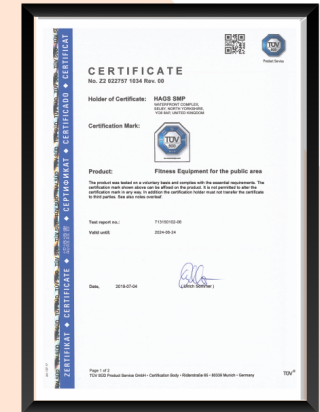 Product Service
CERTIFICATE
No. Z2 022757 1034 Rev. 00
Holder of Certificate: HAGS SMP
WATERFRONT COMPLEX,
SELBY, NORTH YORKSHIRE,
YO8 8AP, UNITED KINGDOM
Certification Mark:
TÜV
SÜD
Product: Fitness Equipment for the public area
The product was tested on a voluntary basis and complies with the essential requirements. The
certification mark shown above can be affixed on the product. It is not permitted to alter the
certification mark in any way. In addition the certification holder must not transfer the certificate
to third parties. See also notes overleaf.
Test report no.:
Valid until: 2024-06-24
Date, 2019-07-04
Page 1 of 2
TÜV SÜD Product Service GmbH • Certification Body • Ridlerstraße 65 • 80339 Munich • Germany
TÜV®
ZERTIFIKAT ◆ CERTIFICATE ◆ ◆ СЕРТИФИКАТ ◆ CERTIFICADO ◆ CERTIFICAT